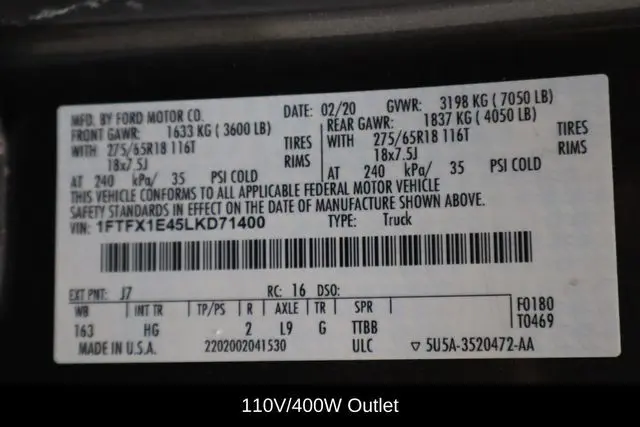 MFD. BY FORD MOTOR CO. DATE: 02/20 GVWR: 3198 KG ( 7050 LB)
FRONT GAWR: 1633 KG ( 3600 LB) REAR GAWR: 1837 KG ( 4050 LB)
WITH 275/65R18 116T TIRES WITH 275/65R18 116T TIRES
18x7.5J RIMS 18x7.5J RIMS
AT 240 kPa/ 35 PSI COLD AT 240 kPa/ 35 PSI COLD
THIS VEHICLE CONFORMS TO ALL APPLICABLE FEDERAL MOTOR VEHICLE
SAFETY STANDARDS IN EFFECT ON THE DATE OF MANUFACTURE SHOWN ABOVE.
VIN: 1FTFX1E45LKD71400 TYPE: Truck
EXT PNT: J7 RC: 16 DSO:
WB INT TR TP/PS R AXLE TR SPR F0180
163 HG 2 L9 G TTBB T0469
MADE IN U.S.A. 2202002041530 ULC ▽ 5U5A-3520472-AA
110V/400W Outlet